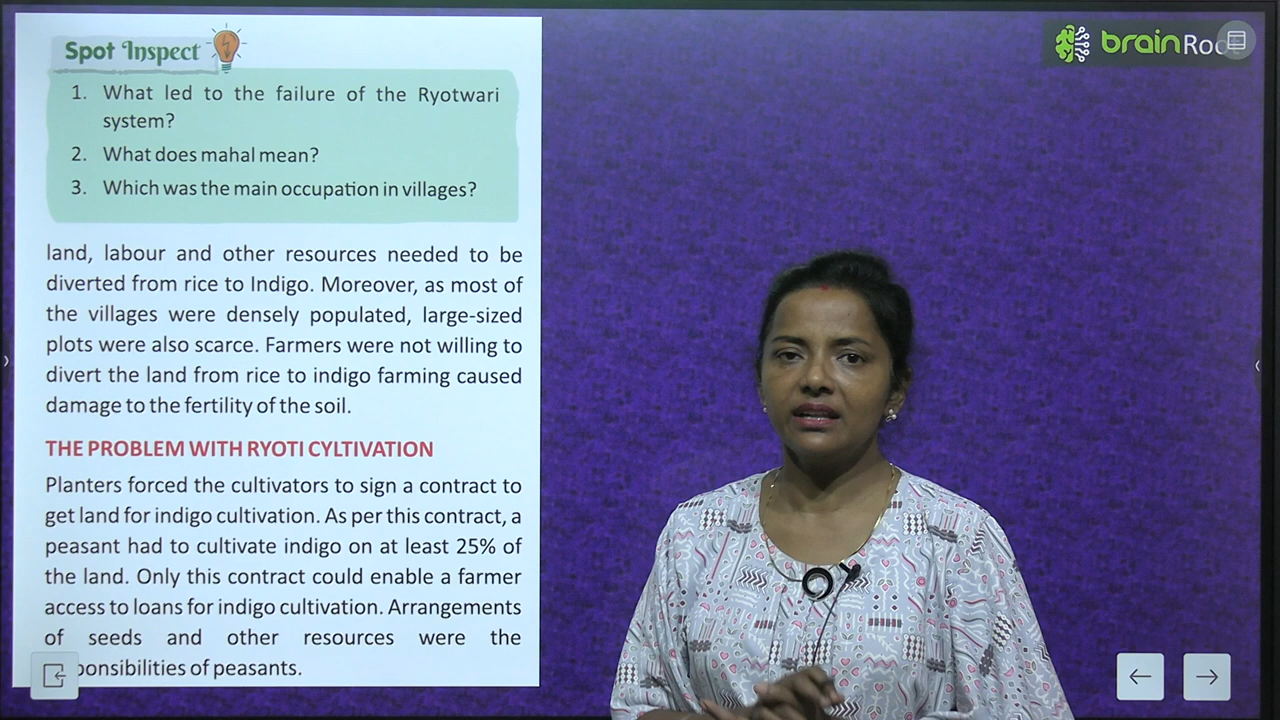 Spot Inspect
1. What led to the failure of the Ryotwari
system?
2. What does mahal mean?
3. Which was the main occupation in villages?
land, labour and other resources needed to be
diverted from rice to Indigo. Moreover, as most of
the villages were densely populated, large-sized
plots were also scarce. Farmers were not willing to
divert the land from rice to indigo farming caused
damage to the fertility of the soil.
THE PROBLEM WITH RYOTI CYLTIVATION
Planters forced the cultivators to sign a contract to
get land for indigo cultivation. As per this contract, a
peasant had to cultivate indigo on at least 25% of
the land. Only this contract could enable a farmer
access to loans for indigo cultivation. Arrangements
of seeds and other resources were the
ponsibilities of peasants.
brain Roo